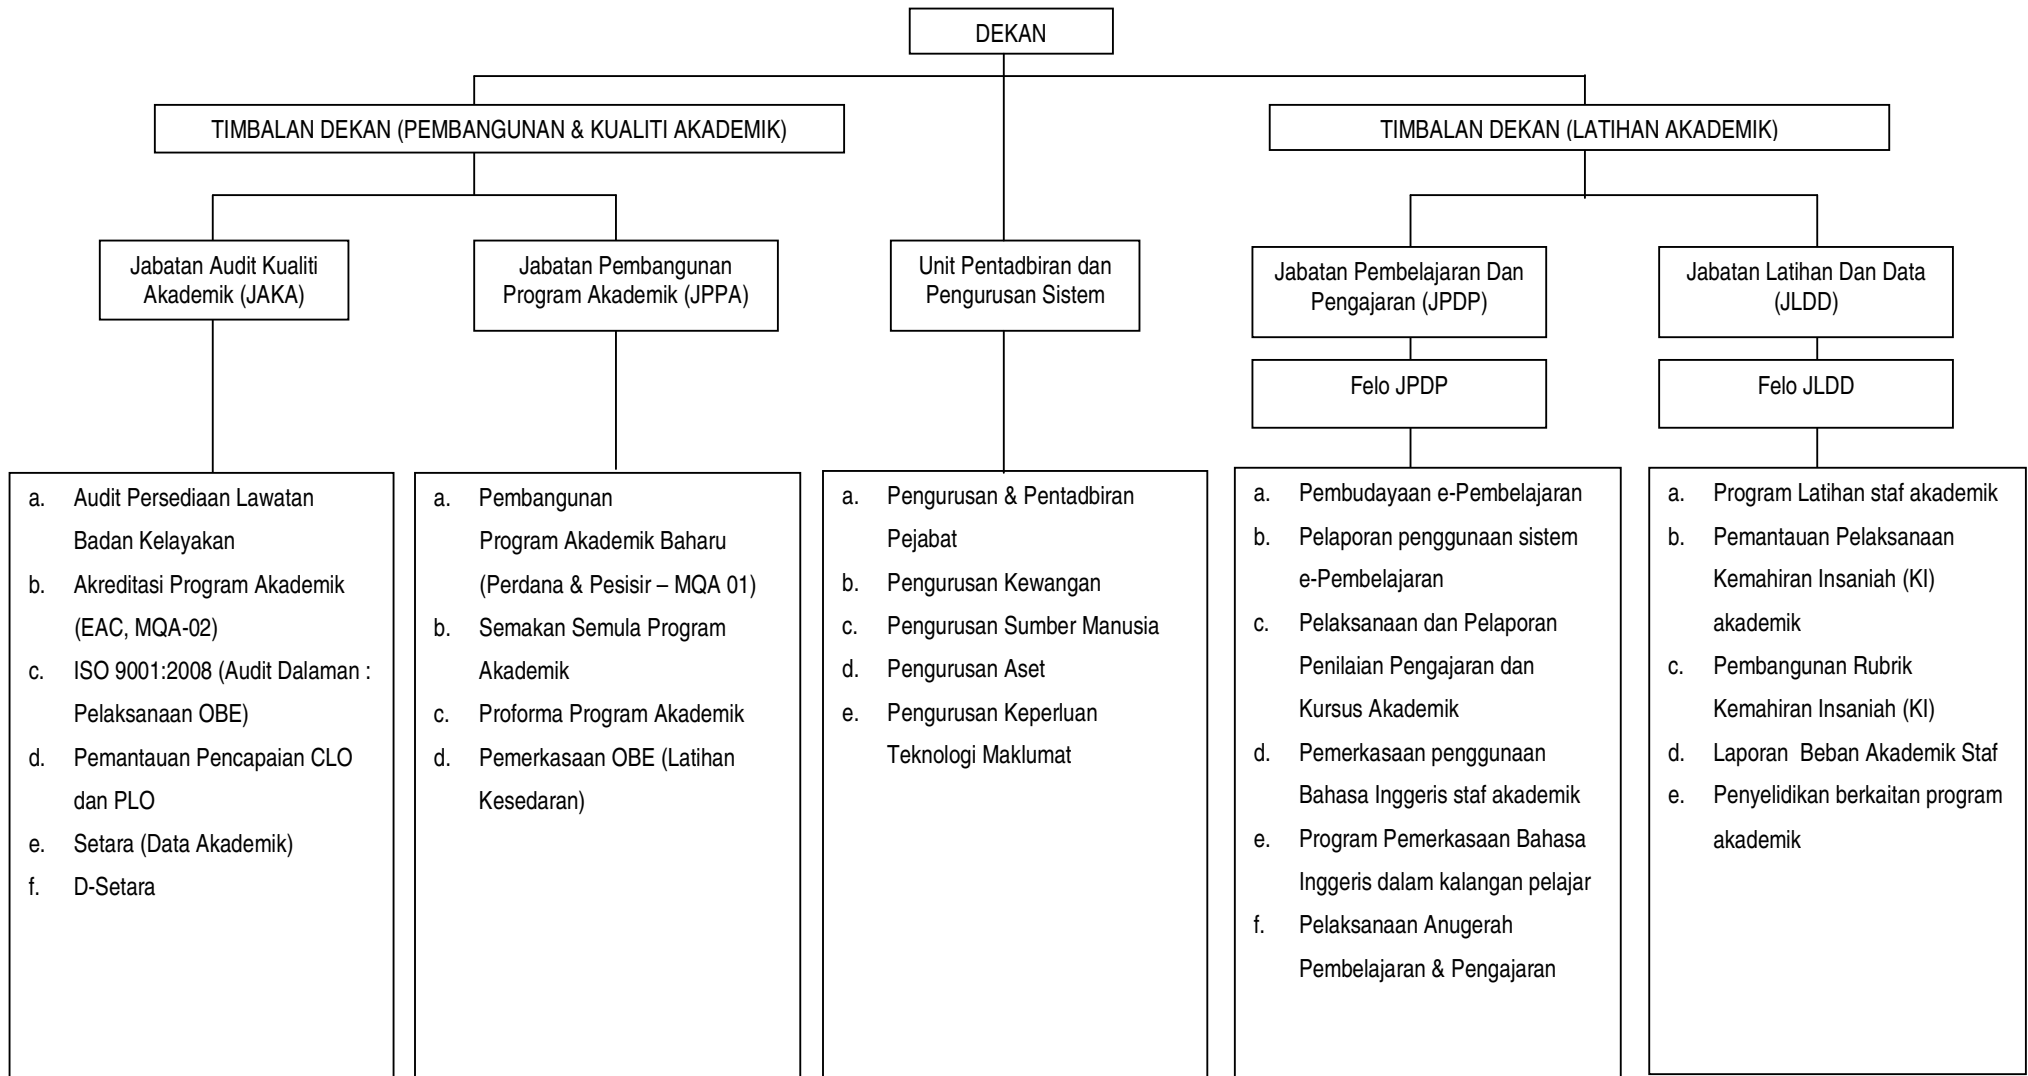 DEKAN
TIMBALAN DEKAN (PEMBANGUNAN & KUALITI AKADEMIK)
TIMBALAN DEKAN (LATIHAN AKADEMIK)
Jabatan Audit Kualiti
Akademik (JAKA)
Jabatan Pembangunan
Program Akademik (JPPA)
Unit Pentadbiran dan
Pengurusan Sistem
Jabatan Pembelajaran Dan
Pengajaran (JPDP)
Jabatan Latihan Dan Data
(JLDD)
Felo JPDP
Felo JLDD
a. Audit Persediaan Lawatan
Badan Kelayakan
b. Akreditasi Program Akademik
(EAC, MQA-02)
c. ISO 9001:2008 (Audit Dalaman :
Pelaksanaan OBE)
d. Pemantauan Pencapaian CLO
dan PLO
e. Setara (Data Akademik)
f. D-Setara
a. Pembangunan
Program Akademik Baharu
(Perdana & Pesisir – MQA 01)
b. Semakan Semula Program
Akademik
c. Proforma Program Akademik
d. Pemerkasaan OBE (Latihan
Kesedaran)
a. Pengurusan & Pentadbiran
Pejabat
b. Pengurusan Kewangan
c. Pengurusan Sumber Manusia
d. Pengurusan Aset
e. Pengurusan Keperluan
Teknologi Maklumat
a. Pembudayaan e-Pembelajaran
b. Pelaporan penggunaan sistem
e-Pembelajaran
c. Pelaksanaan dan Pelaporan
Penilaian Pengajaran dan
Kursus Akademik
d. Pemerkasaan penggunaan
Bahasa Inggeris staf akademik
e. Program Pemerkasaan Bahasa
Inggeris dalam kalangan pelajar
f. Pelaksanaan Anugerah
Pembelajaran & Pengajaran
a. Program Latihan staf akademik
b. Pemantauan Pelaksanaan
Kemahiran Insaniah (KI)
akademik
c. Pembangunan Rubrik
Kemahiran Insaniah (KI)
d. Laporan  Beban Akademik Staf
e. Penyelidikan berkaitan program
akademik